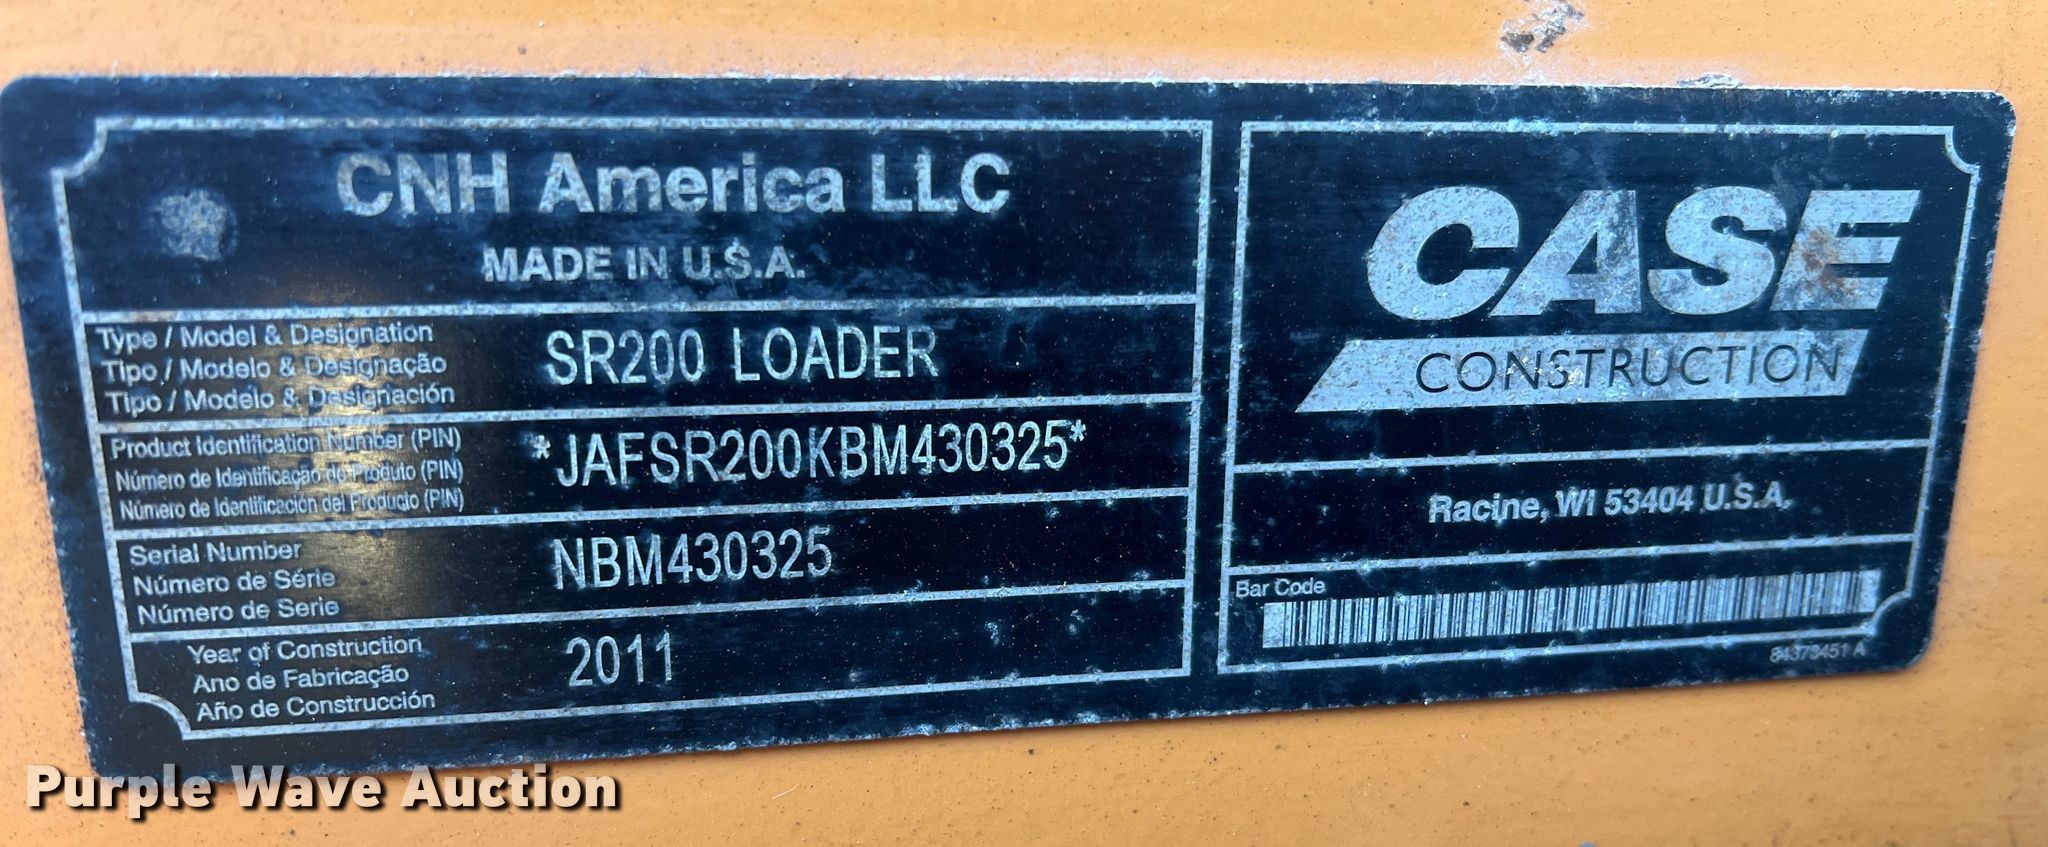 CNH America LLC
MADE IN U.S.A.
Type / Model & Designation
Tipo / Modelo & Designação
Tipo / Modelo & Designación
SR200 LOADER
Product Identification Number (PIN)
Número de Identificação do Produto (PIN)
Número de Identificación del Producto (PIN)
*JAFSR200KBM430325*
Serial Number
Número de Série
Número de Serie
NBM430325
Year of Construction
Ano de Fabricação
Año de Construcción
2011
CASE
CONSTRUCTION
Racine, WI 53404 U.S.A.
Bar Code
84373451 A
Purple Wave Auction